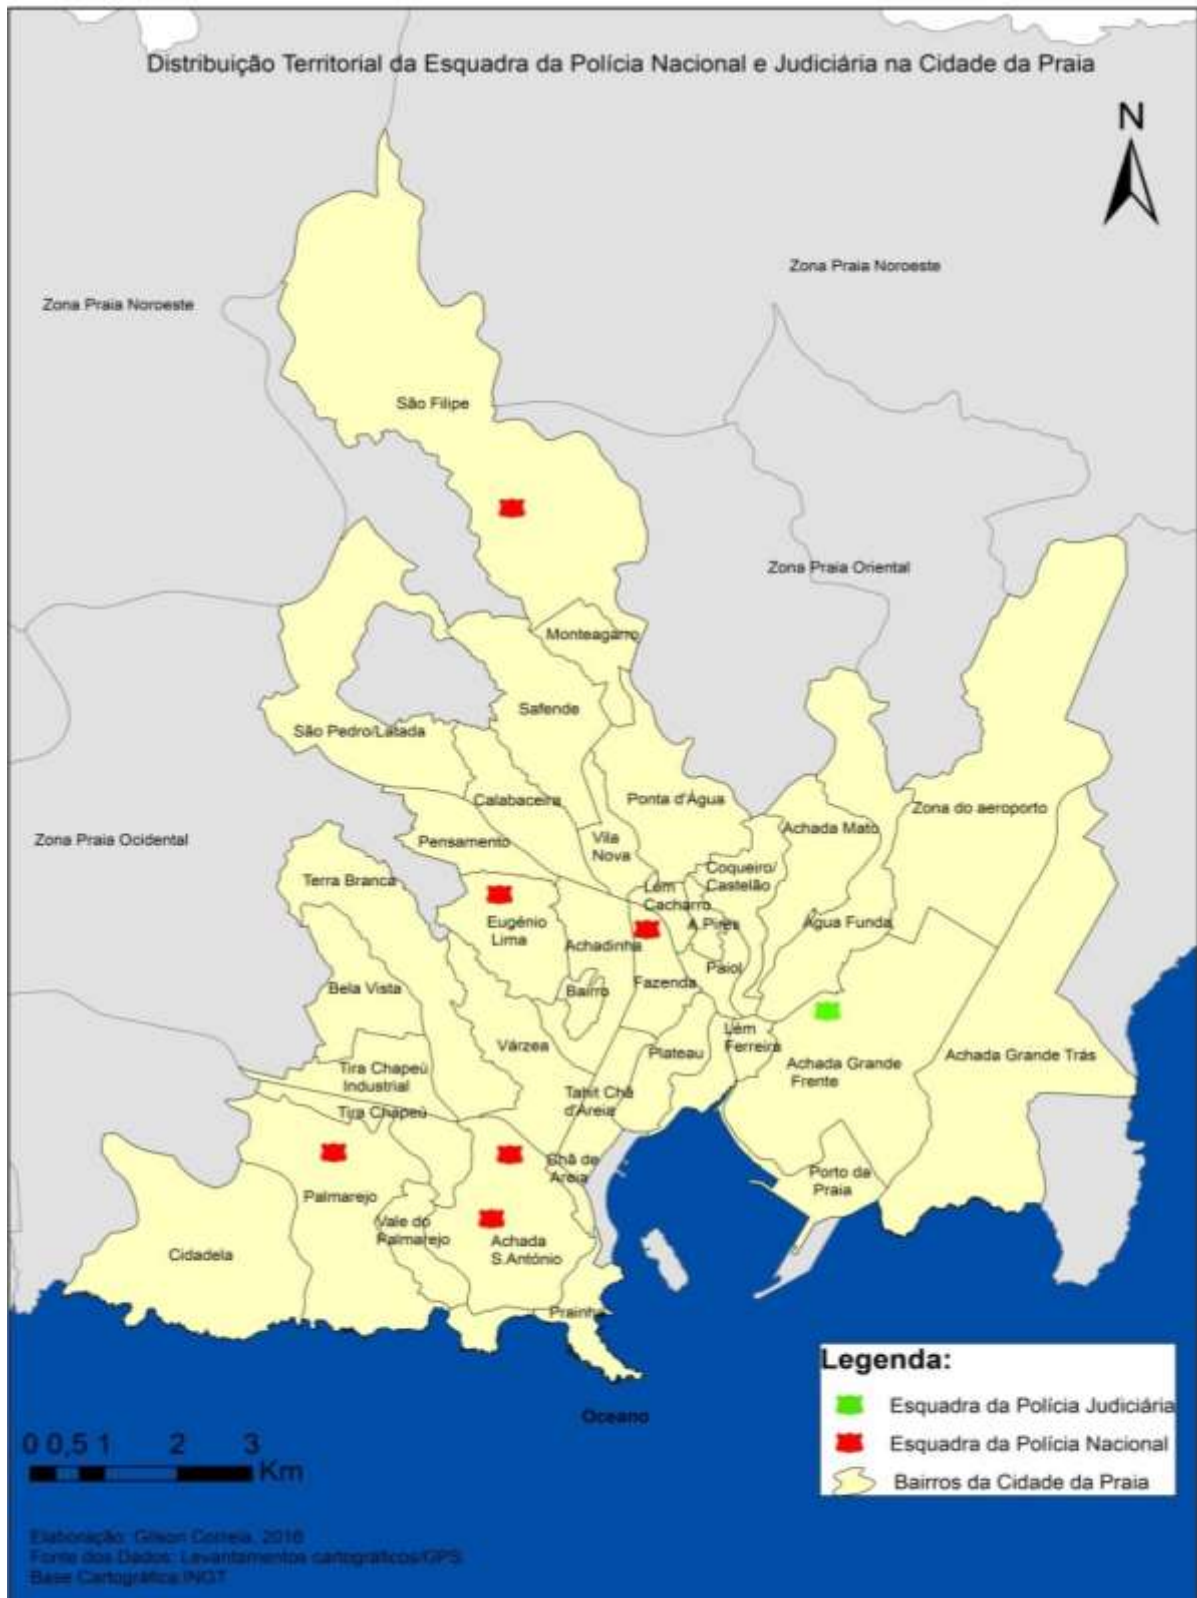 Distribuição Territorial da Esquadra da Polícia Nacional e Judiciária na Cidade da Praia
N
Zona Praia Noroeste
Zona Praia Noroeste
São Filipe
Zona Praia Oriental
Monteagarro
Safende
São Pedro/Latada
Calabaceira
Ponta d'Água
Zona do aeroporto
Achada Mato
Zona Praia Ocidental
Pensamento
Vila
Nova
Coqueiro/
Castelão
Terra Branca
Lém
Cacharro
A.Pires
Eugénio
Lima
Água Funda
Achadinha
Paiol
Bela Vista
Bairro
Fazenda
Várzea
Plateau
Lém
Ferreira
Achada Grande
Frente
Achada Grande Trás
Tira Chapeú
Industrial
Tahit Chã
d'Areia
Tira Chapeú
Chã de
Areia
Porto da
Praia
Palmarejo
Vale do
Palmarejo
Achada
S.António
Cidadela
Prainha
Oceano
Legenda:
Esquadra da Polícia Judiciária
Esquadra da Polícia Nacional
Bairros da Cidade da Praia
0 0,5 1 2 3
Km
Elaboração: Gilson Correia, 2016
Fonte dos Dados: Levantamentos cartográficos/GPS
Base Cartográfica:INGT